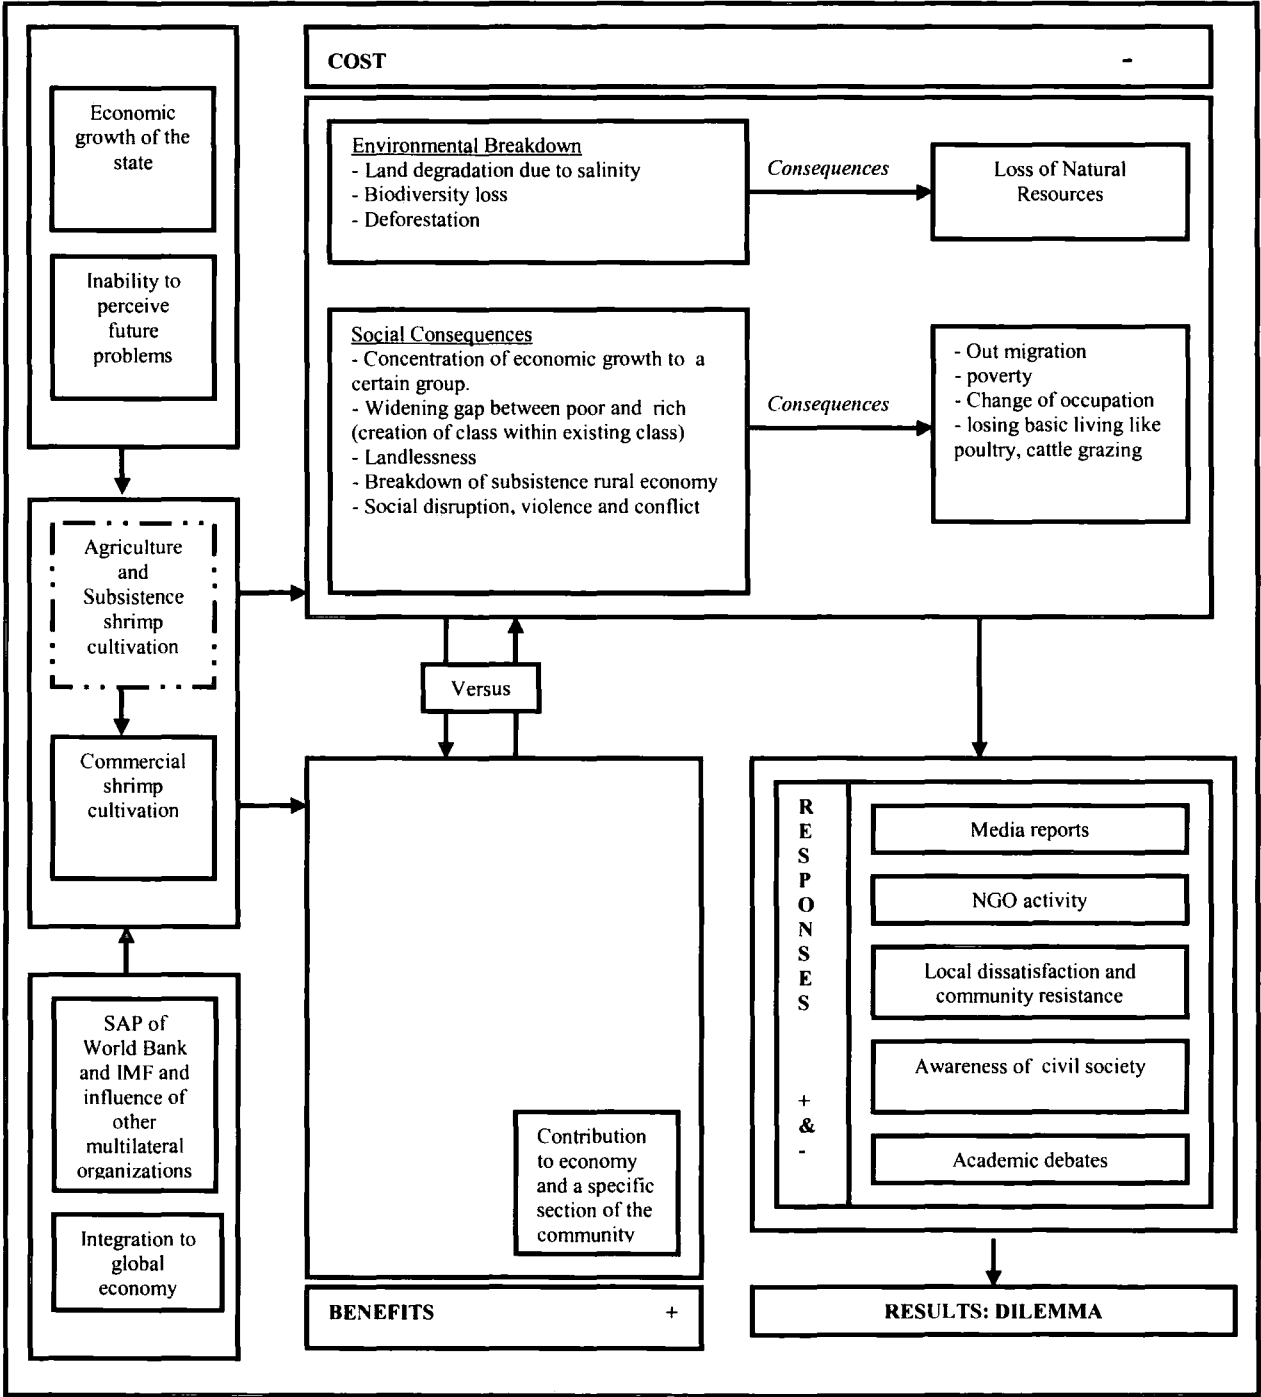 Economic
growth of the
state
Inability to
perceive
future
problems
Agriculture
and
Subsistence
shrimp
cultivation
Commercial
shrimp
cultivation
SAP of
World Bank
and IMF and
influence of
other
multilateral
organizations
Integration to
global
economy
COST -
Environmental Breakdown
- Land degradation due to salinity
- Biodiversity loss
- Deforestation
Consequences
Loss of Natural
Resources
Social Consequences
- Concentration of economic growth to a
certain group.
- Widening gap between poor and rich
(creation of class within existing class)
- Landlessness
- Breakdown of subsistence rural economy
- Social disruption, violence and conflict
Consequences
- Out migration
- poverty
- Change of occupation
- losing basic living like
poultry, cattle grazing
Versus
Contribution
to economy
and a specific
section of the
community
BENEFITS +
R
E
S
P
O
N
S
E
S
+
&
-
Media reports
NGO activity
Local dissatisfaction and
community resistance
Awareness of civil society
Academic debates
RESULTS: DILEMMA